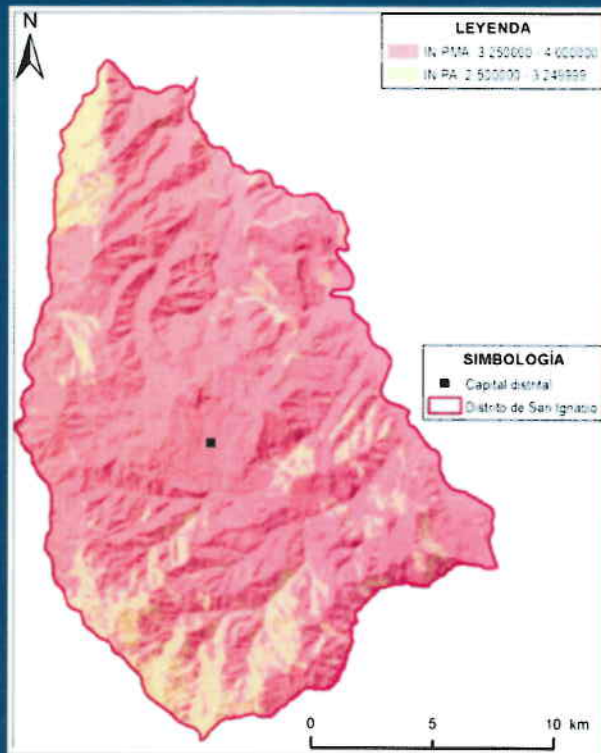 N
LEYENDA
IN PMA 3.250000 - 4.000000
IN PA 2.500000 - 3.249999
SIMBOLOGÍA
Capital distrital
Distrito de San Ignacio
0 5 10 km